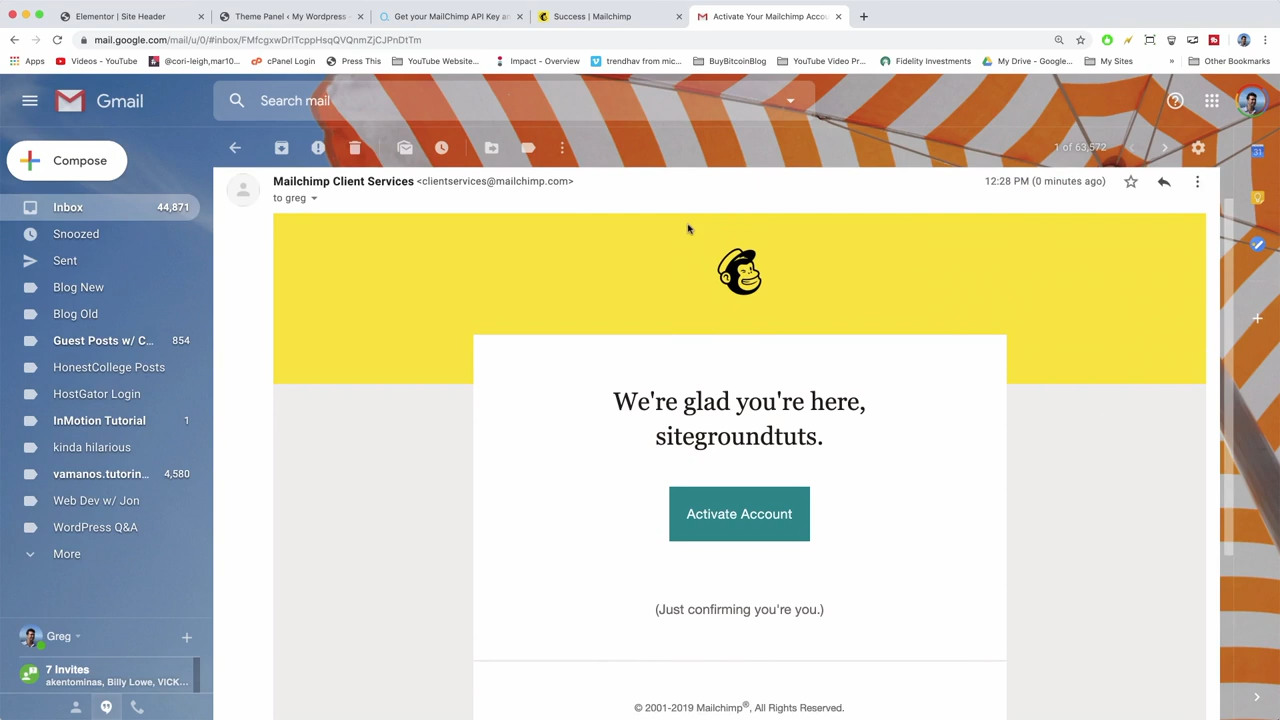 Elementor | Site Header
Theme Panel ‹ My Wordpress -
Get your MailChimp API Key an
Success | Mailchimp
Activate Your Mailchimp Accou
mail.google.com/mail/u/0/#inbox/FMfcgxwDrlTcppHsqQVQnmZjCJPnDtTm
Apps
Videos - YouTube
@cori-leigh,mar10...
cPanel Login
Press This
YouTube Website...
Impact - Overview
trendhav from mic...
BuyBitcoinBlog
YouTube Video Pr...
Fidelity Investments
My Drive - Google...
My Sites
»
Other Bookmarks
Gmail
Search mail
Compose
1 of 63,572
Mailchimp Client Services <clientservices@mailchimp.com>
12:28 PM (0 minutes ago)
to greg
Inbox 44,871
Snoozed
Sent
Blog New
Blog Old
Guest Posts w/ C... 854
HonestCollege Posts
HostGator Login
InMotion Tutorial 1
kinda hilarious
vamanos.tutorin... 4,580
Web Dev w/ Jon
WordPress Q&A
More
We're glad you're here,
sitegroundtuts.
Activate Account
(Just confirming you're you.)
© 2001-2019 Mailchimp®, All Rights Reserved.
Greg
7 Invites
akentominas, Billy Lowe, VICK...
31